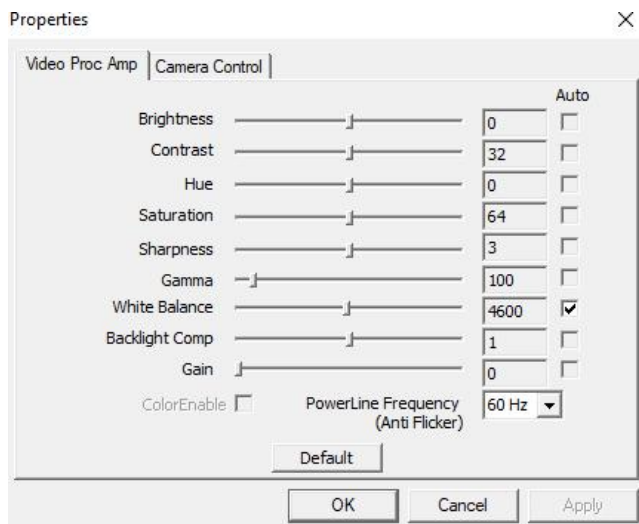 Properties
Video Proc Amp Camera Control
Auto
Brightness 0
Contrast 32
Hue 0
Saturation 64
Sharpness 3
Gamma 100
White Balance 4600
Backlight Comp 1
Gain 0
ColorEnable PowerLine Frequency 60 Hz
(Anti Flicker)
Default
OK Cancel Apply